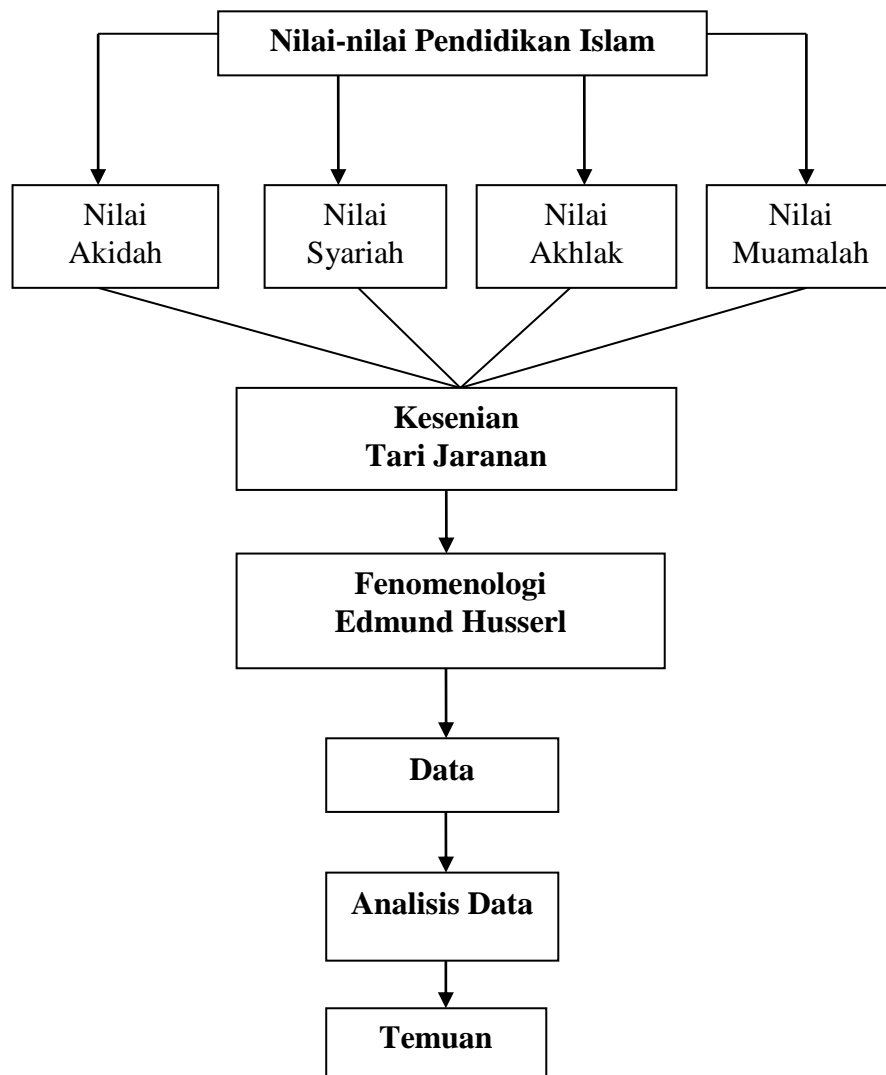 Nilai-nilai Pendidikan Islam
Nilai
Akidah
Nilai
Syariah
Nilai
Akhlak
Nilai
Muamalah
Kesenian
Tari Jaranan
Fenomenologi
Edmund Husserl
Data
Analisis Data
Temuan